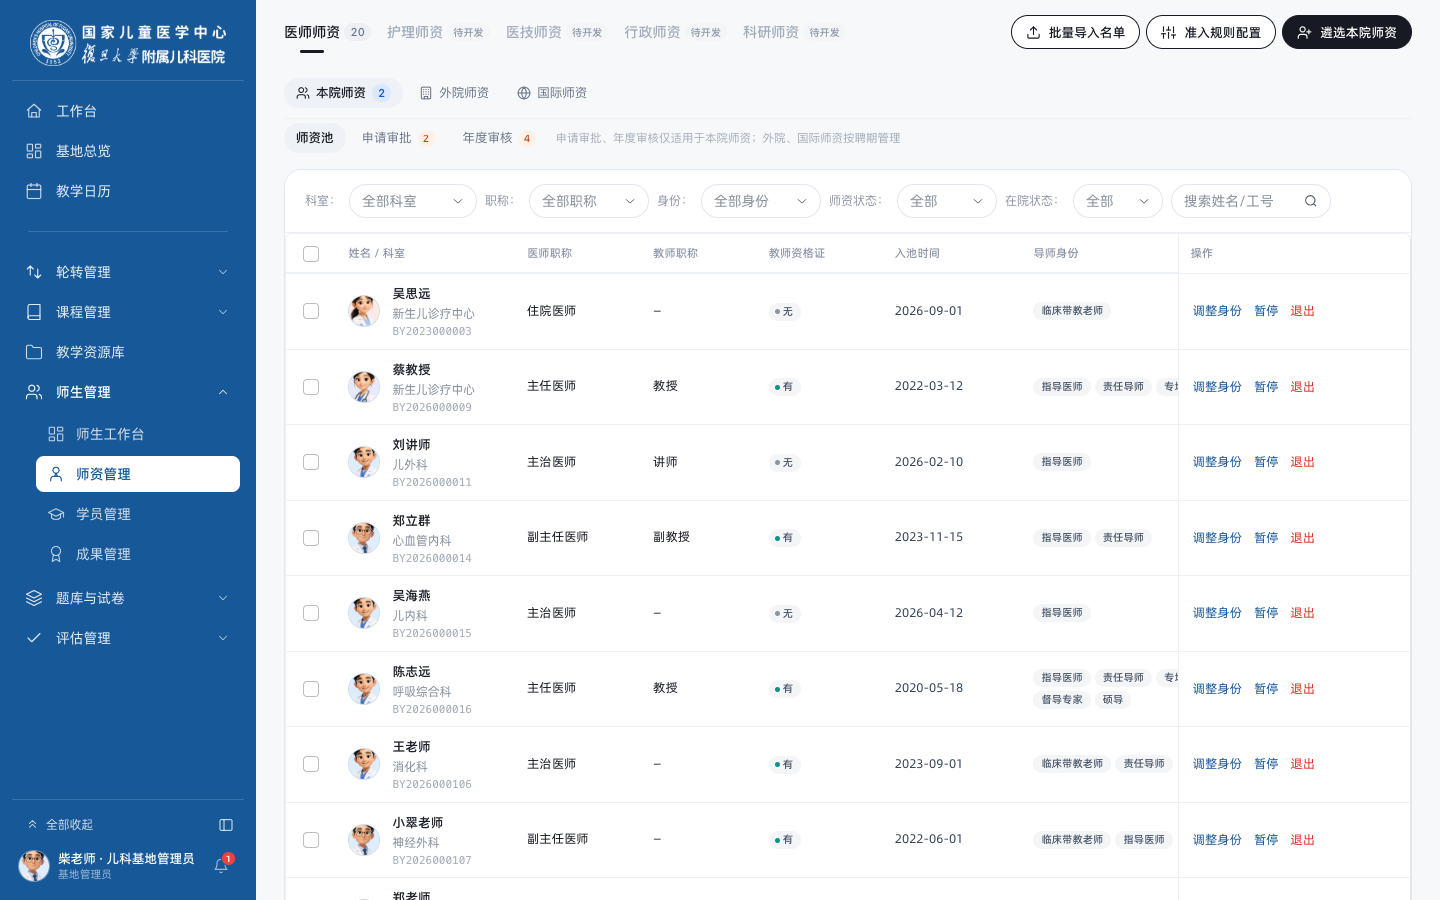 国家儿童医学中心
復旦大学附属儿科医院
工作台
基地总览
教学日历
轮转管理
课程管理
教学资源库
师生管理
师生工作台
师资管理
学员管理
成果管理
题库与试卷
评估管理
全部收起
柴老师 · 儿科基地管理员
基地管理员
1
医师师资 20 护理师资 待开发 医技师资 待开发 行政师资 待开发 科研师资 待开发
批量导入名单 准入规则配置 遴选本院师资
本院师资 2 外院师资 国际师资
师资池 申请审批 2 年度审核 4 申请审批、年度审核仅适用于本院师资；外院、国际师资按聘期管理
科室： 全部科室 职称： 全部职称 身份： 全部身份 师资状态： 全部 在院状态： 全部 搜索姓名/工号
姓名 / 科室 医师职称 教师职称 教师资格证 入池时间 导师身份 操作
吴思远
新生儿诊疗中心
BY2023000003
住院医师 – 无 2026-09-01 临床带教老师 调整身份 暂停 退出
蔡教授
新生儿诊疗中心
BY2026000009
主任医师 教授 有 2022-03-12 指导医师 责任导师 调整身份 暂停 退出
刘讲师
儿外科
BY2026000011
主治医师 讲师 无 2026-02-10 指导医师 调整身份 暂停 退出
郑立群
心血管内科
BY2026000014
副主任医师 副教授 有 2023-11-15 指导医师 责任导师 调整身份 暂停 退出
吴海燕
儿内科
BY2026000015
主治医师 – 无 2026-04-12 指导医师 调整身份 暂停 退出
陈志远
呼吸综合科
BY2026000016
主任医师 教授 有 2020-05-18 指导医师 责任导师 调整身份 暂停 退出
督导专家 硕导
王老师
消化科
BY2026000106
主治医师 – 有 2023-09-01 临床带教老师 责任导师 调整身份 暂停 退出
小翠老师
神经外科
BY2026000107
副主任医师 – 有 2022-06-01 临床带教老师 指导医师 调整身份 暂停 退出
郑老师